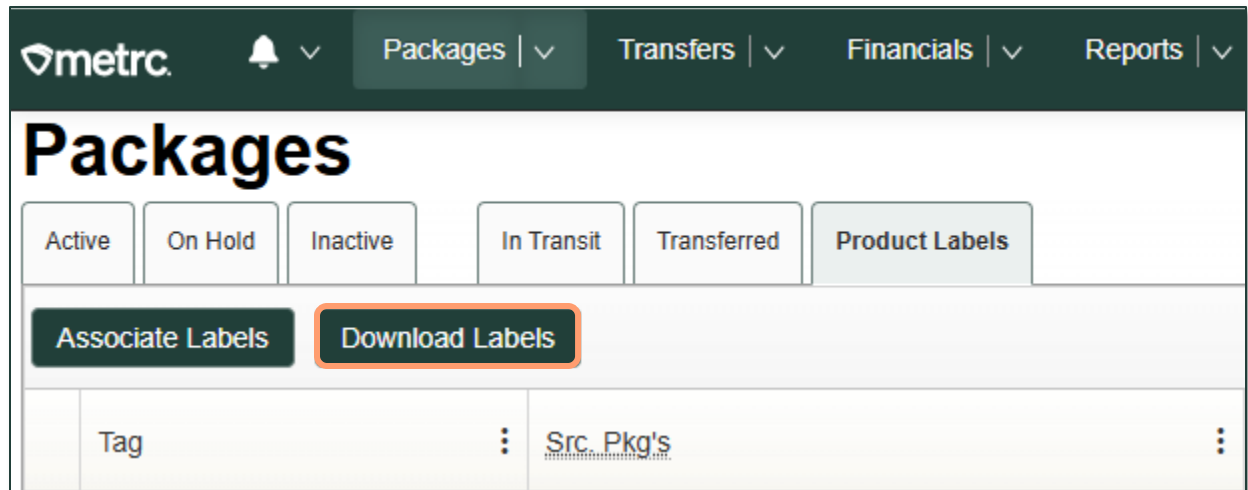 metrc. Packages Transfers Financials Reports
Packages
Active On Hold Inactive In Transit Transferred Product Labels
Associate Labels Download Labels
Tag Src. Pkg's